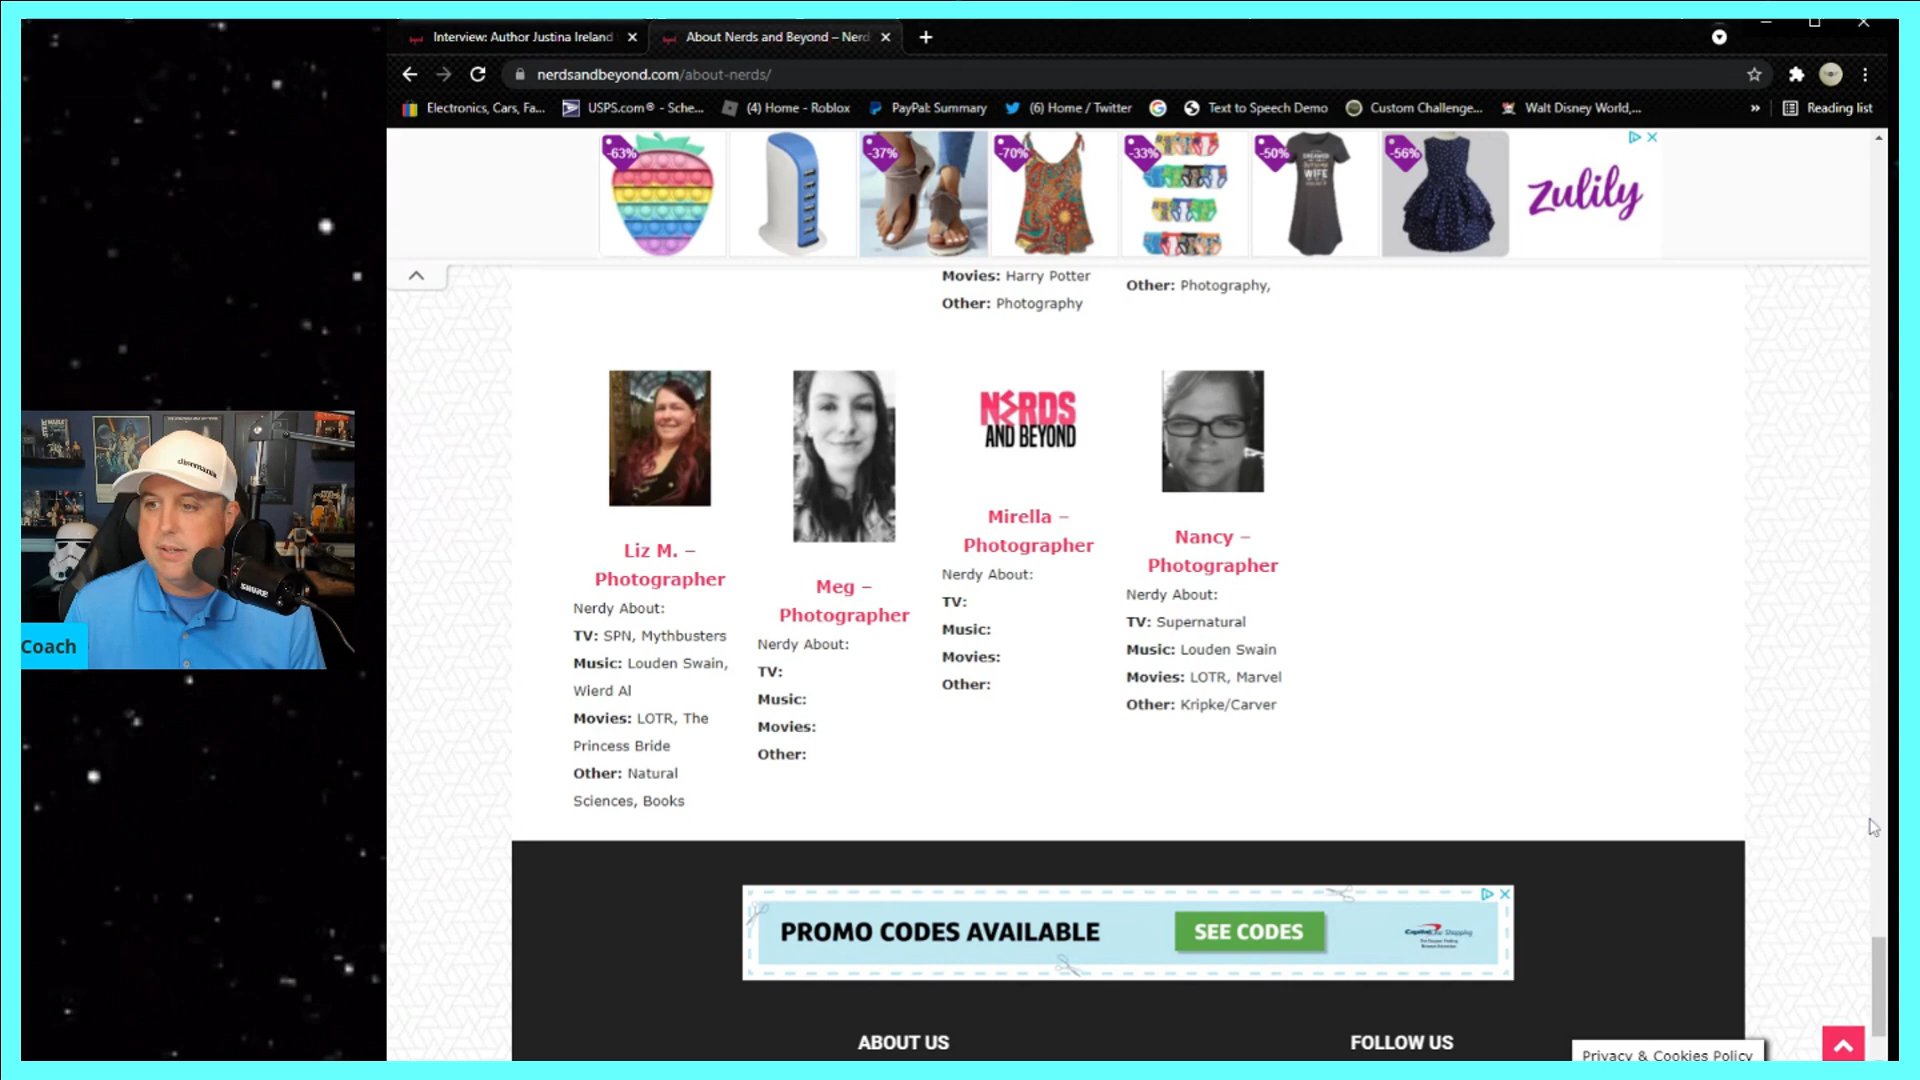 Interview: Author Justina Ireland
About Nerds and Beyond – Nerd
nerdsandbeyond.com/about-nerds/
Electronics, Cars, Fa...
USPS.com® - Sche...
(4) Home - Roblox
PayPal: Summary
(6) Home / Twitter
Text to Speech Demo
Custom Challenge...
Walt Disney World,...
»
Reading list
-63%
-37%
-70%
-33%
-50%
-56%
WIFE
zulily
Movies: Harry Potter
Other: Photography
Other: Photography,
NERDS
AND BEYOND
Liz M. –
Photographer
Nerdy About:
TV: SPN, Mythbusters
Music: Louden Swain,
Wierd Al
Movies: LOTR, The
Princess Bride
Other: Natural
Sciences, Books
Meg –
Photographer
Nerdy About:
TV:
Music:
Movies:
Other:
Mirella –
Photographer
Nerdy About:
TV:
Music:
Movies:
Other:
Nancy –
Photographer
Nerdy About:
TV: Supernatural
Music: Louden Swain
Movies: LOTR, Marvel
Other: Kripke/Carver
Coach
SHURE
PROMO CODES AVAILABLE
SEE CODES
Capital One Shopping
ABOUT US
FOLLOW US
Privacy & Cookies Policy